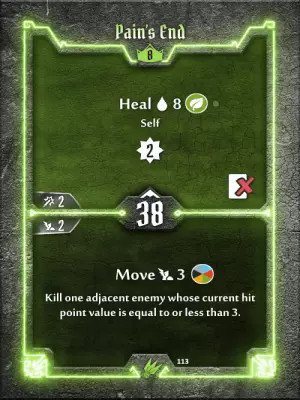 Pain's End
8
Heal 8
Self
2
2
38
2
Move 3
Kill one adjacent enemy whose current hit
point value is equal to or less than 3.
113